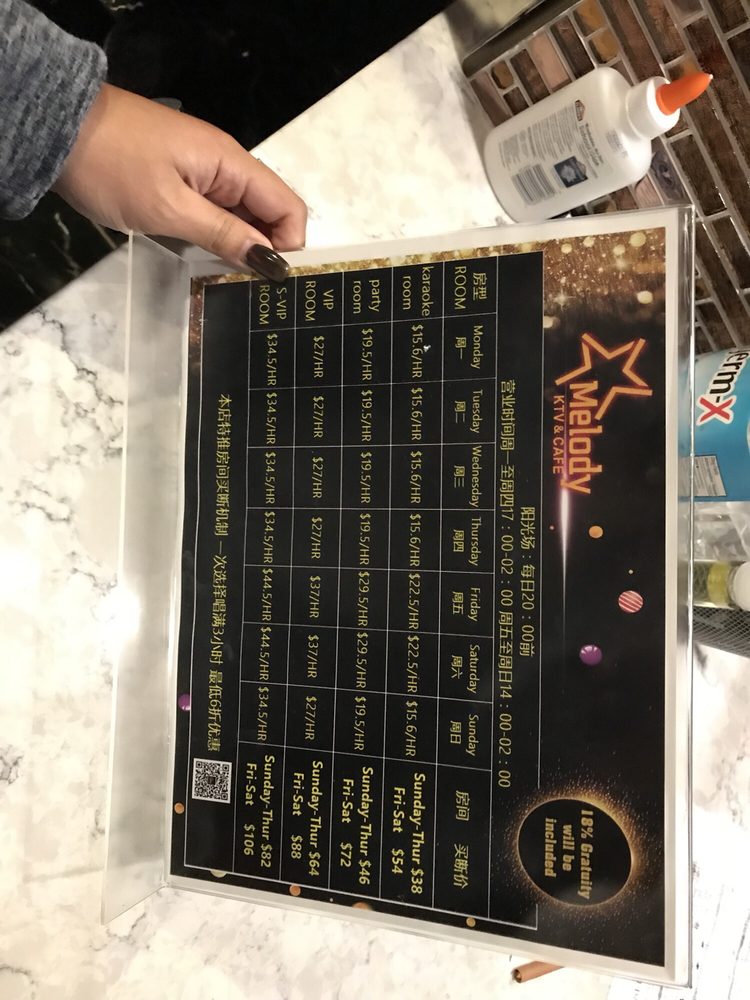 Melody
KTV & CAFE
18% Gratuity
will be
included
阳光场：每日20：00前
营业时间周一至周四17：00-02：00 周五至周日14：00-02：00
房型 ROOM Monday 周一 Tuesday 周二 Wednesday 周三 Thursday 周四 Friday 周五 Saturday 周六 Sunday 周日 房间 买断价
karaoke room $15.6/HR $15.6/HR $15.6/HR $15.6/HR $22.5/HR $22.5/HR $15.6/HR Sunday-Thur $38 Fri-Sat $54
party room $19.5/HR $19.5/HR $19.5/HR $19.5/HR $29.5/HR $29.5/HR $19.5/HR Sunday-Thur $46 Fri-Sat $72
VIP ROOM $27/HR $27/HR $27/HR $27/HR $37/HR $37/HR $27/HR Sunday-Thur $64 Fri-Sat $88
S-VIP ROOM $34.5/HR $34.5/HR $34.5/HR $34.5/HR $44.5/HR $44.5/HR $34.5/HR Sunday-Thur $82 Fri-Sat $106
本店特推房间买断机制 一次选择唱满3小时 最低6折优惠
erm-X